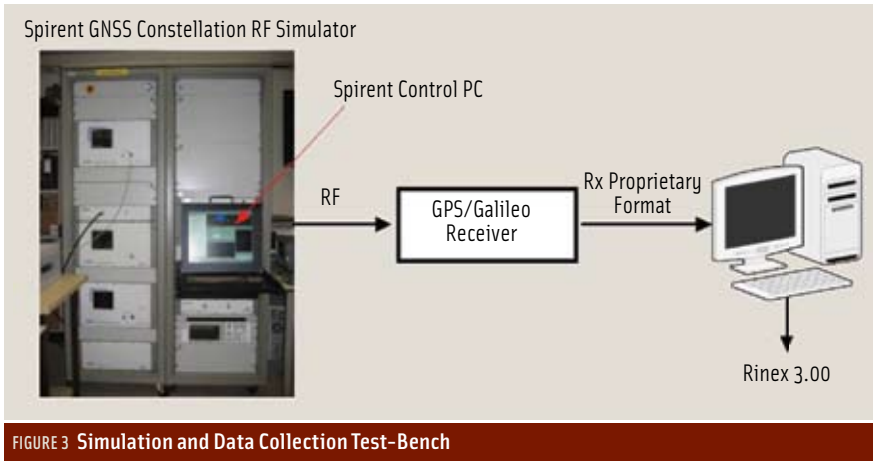 Spirent GNSS Constellation RF Simulator
Spirent Control PC
RF
GPS/Galileo
Receiver
Rx Proprietary
Format
Rinex 3.00
FIGURE 3 Simulation and Data Collection Test-Bench